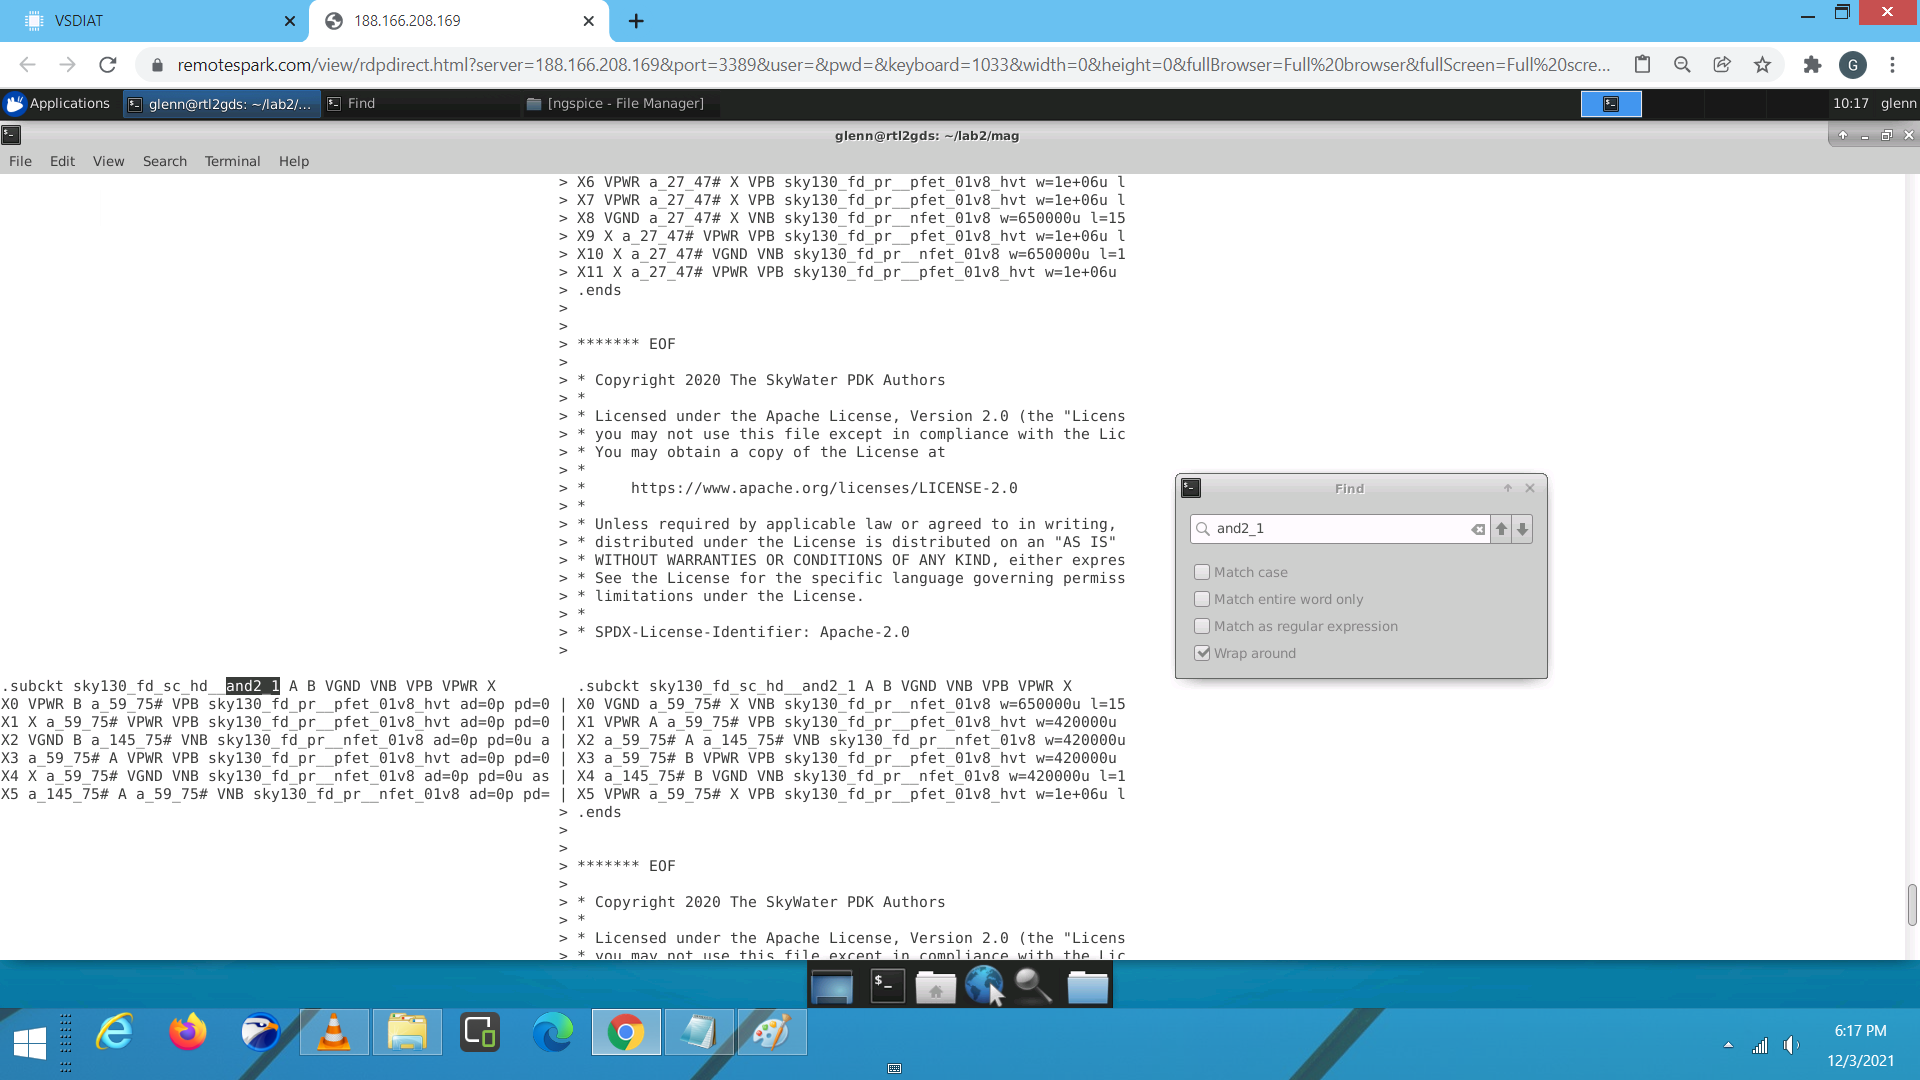 VSDIAT
188.166.208.169
remotespark.com/view/rdpdirect.html?server=188.166.208.169&port=3389&user=&pwd=&keyboard=1033&width=0&height=0&fullBrowser=Full%20browser&fullScreen=Full%20scre...
G
Applications
glenn@rtl2gds: ~/lab2/...
Find
[ngspice - File Manager]
10:17 glenn
glenn@rtl2gds: ~/lab2/mag
File Edit View Search Terminal Help
> X6 VPWR a_27_47# X VPB sky130_fd_pr__pfet_01v8_hvt w=1e+06u l
> X7 VPWR a_27_47# X VPB sky130_fd_pr__pfet_01v8_hvt w=1e+06u l
> X8 VGND a_27_47# X VNB sky130_fd_pr__nfet_01v8 w=650000u l=15
> X9 X a_27_47# VPWR VPB sky130_fd_pr__pfet_01v8_hvt w=1e+06u l
> X10 X a_27_47# VGND VNB sky130_fd_pr__nfet_01v8 w=650000u l=1
> X11 X a_27_47# VPWR VPB sky130_fd_pr__pfet_01v8_hvt w=1e+06u
> .ends
>
>
> ******* EOF
>
> * Copyright 2020 The SkyWater PDK Authors
> *
> * Licensed under the Apache License, Version 2.0 (the "Licens
> * you may not use this file except in compliance with the Lic
> * You may obtain a copy of the License at
> *
> *     https://www.apache.org/licenses/LICENSE-2.0
> *
> * Unless required by applicable law or agreed to in writing,
> * distributed under the License is distributed on an "AS IS"
> * WITHOUT WARRANTIES OR CONDITIONS OF ANY KIND, either expres
> * See the License for the specific language governing permiss
> * limitations under the License.
> *
> * SPDX-License-Identifier: Apache-2.0
>
.subckt sky130_fd_sc_hd__and2_1 A B VGND VNB VPB VPWR X         .subckt sky130_fd_sc_hd__and2_1 A B VGND VNB VPB VPWR X
X0 VPWR B a_59_75# VPB sky130_fd_pr__pfet_01v8_hvt ad=0p pd=0 | X0 VGND a_59_75# X VNB sky130_fd_pr__nfet_01v8 w=650000u l=15
X1 X a_59_75# VPWR VPB sky130_fd_pr__pfet_01v8_hvt ad=0p pd=0 | X1 VPWR A a_59_75# VPB sky130_fd_pr__pfet_01v8_hvt w=420000u
X2 VGND B a_145_75# VNB sky130_fd_pr__nfet_01v8 ad=0p pd=0u a | X2 a_59_75# A a_145_75# VNB sky130_fd_pr__nfet_01v8 w=420000u
X3 a_59_75# A VPWR VPB sky130_fd_pr__pfet_01v8_hvt ad=0p pd=0 | X3 a_59_75# B VPWR VPB sky130_fd_pr__pfet_01v8_hvt w=420000u
X4 X a_59_75# VGND VNB sky130_fd_pr__nfet_01v8 ad=0p pd=0u as | X4 a_145_75# B VGND VNB sky130_fd_pr__nfet_01v8 w=420000u l=1
X5 a_145_75# A a_59_75# VNB sky130_fd_pr__nfet_01v8 ad=0p pd= | X5 VPWR a_59_75# X VPB sky130_fd_pr__pfet_01v8_hvt w=1e+06u l
> .ends
>
>
> ******* EOF
>
> * Copyright 2020 The SkyWater PDK Authors
> *
> * Licensed under the Apache License, Version 2.0 (the "Licens
> * you may not use this file except in compliance with the Lic
Find
and2_1
Match case
Match entire word only
Match as regular expression
Wrap around
6:17 PM
12/3/2021